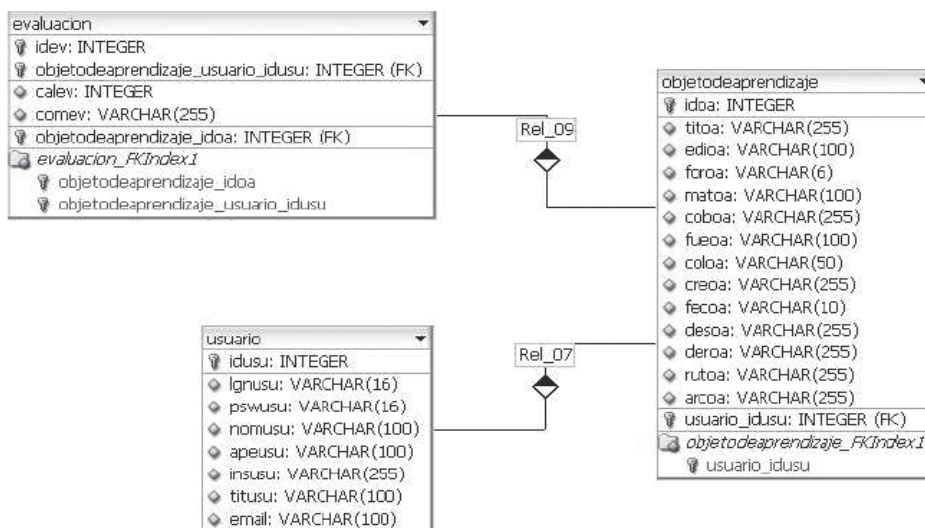 evaluacion
idev: INTEGER
objetodeaprendizaje_usuario_idusu: INTEGER (FK)
calev: INTEGER
comev: VARCHAR(255)
objetodeaprendizaje_idoa: INTEGER (FK)
evaluacion_FKIndex1
objetodeaprendizaje_idoa
objetodeaprendizaje_usuario_idusu
Rel_09
objetodeaprendizaje
idoa: INTEGER
titoa: VARCHAR(255)
edioa: VARCHAR(100)
foroa: VARCHAR(6)
matoa: VARCHAR(100)
coboa: VARCHAR(255)
fueoa: VARCHAR(100)
coloa: VARCHAR(50)
creoa: VARCHAR(255)
fecoa: VARCHAR(10)
desoa: VARCHAR(255)
deroa: VARCHAR(255)
rutoa: VARCHAR(255)
arcoa: VARCHAR(255)
usuario_idusu: INTEGER (FK)
objetodeaprendizaje_FKIndex1
usuario_idusu
Rel_07
usuario
idusu: INTEGER
lgnusu: VARCHAR(16)
pswusu: VARCHAR(16)
nomusu: VARCHAR(100)
apeusu: VARCHAR(100)
insusu: VARCHAR(255)
titusu: VARCHAR(100)
email: VARCHAR(100)